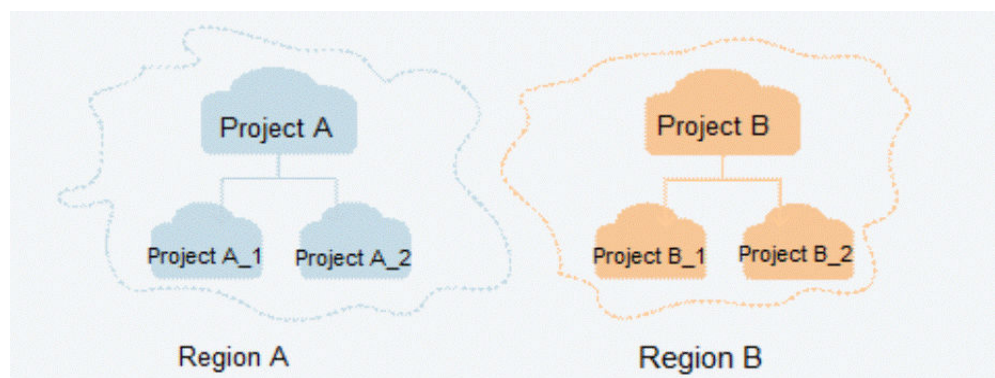 Project A
Project B
Project A_1
Project A_2
Project B_1
Project B_2
Region A
Region B